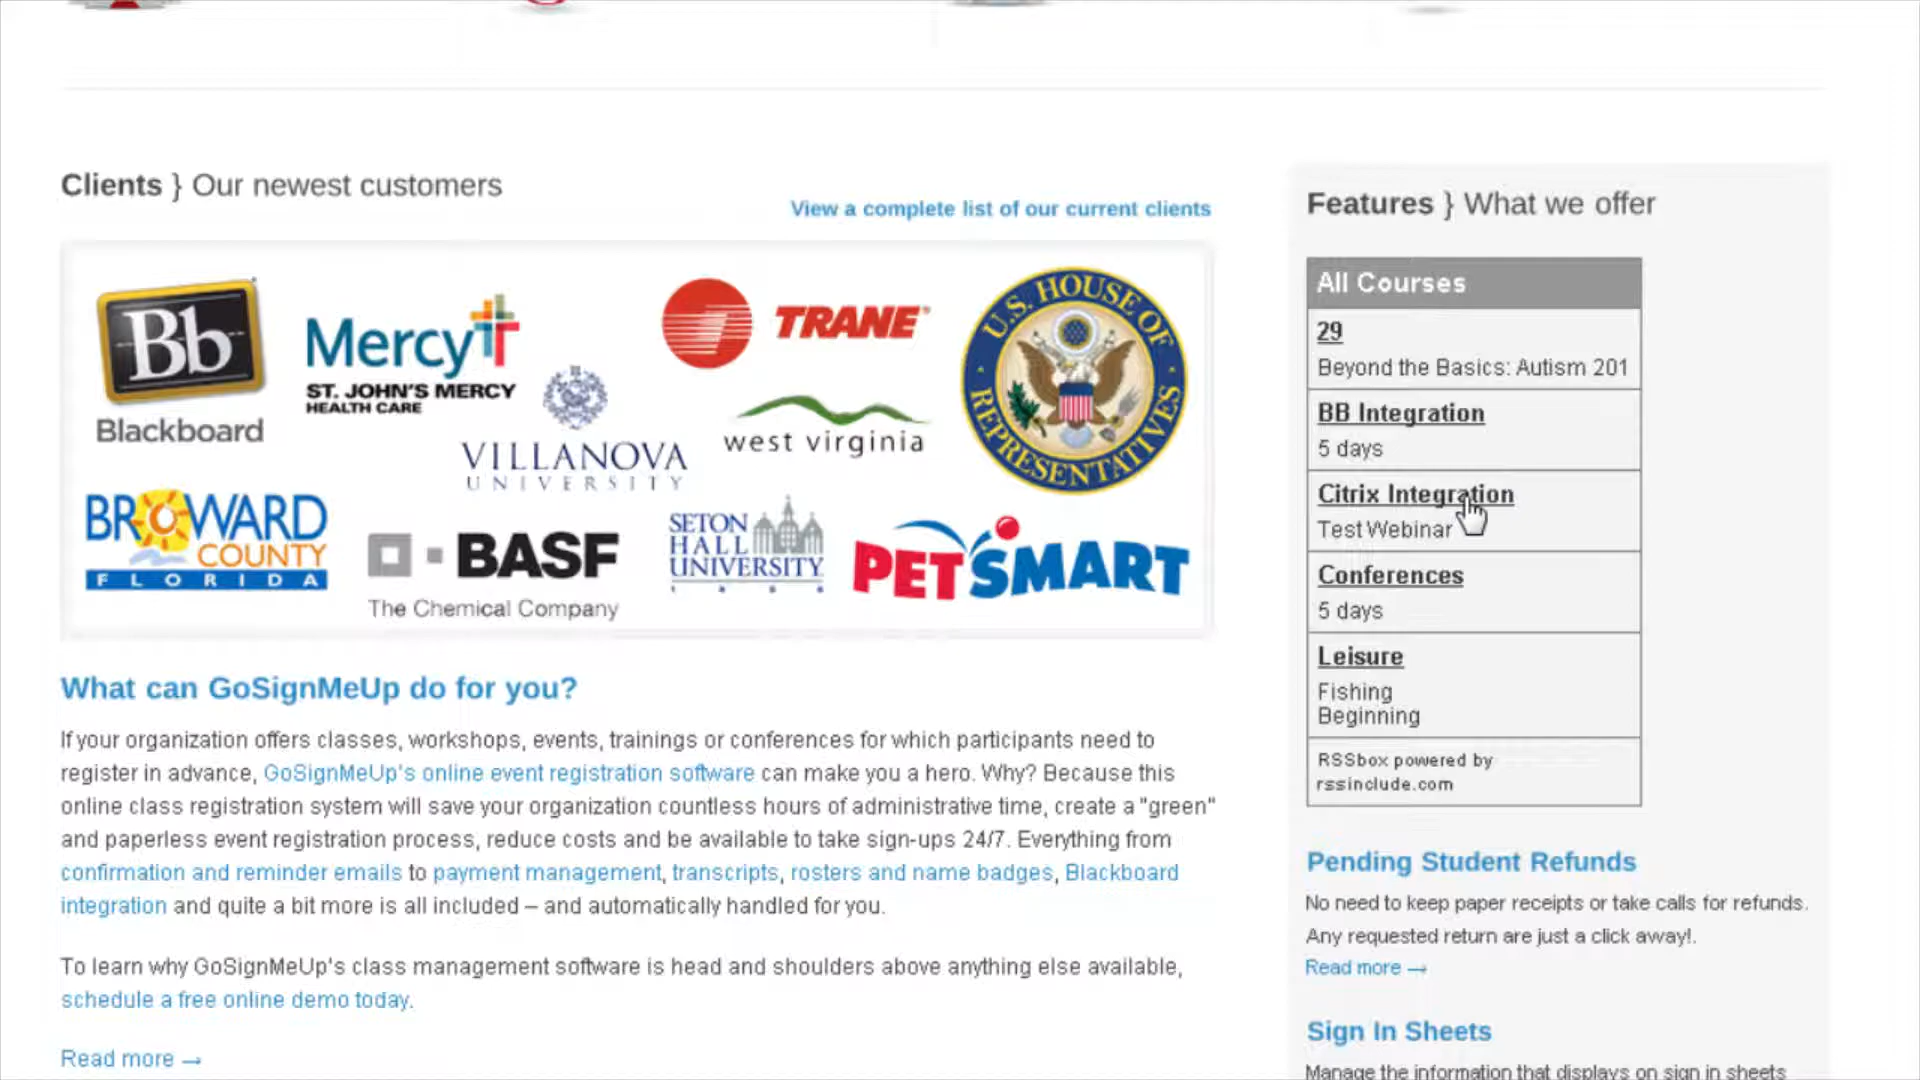 Clients } Our newest customers
View a complete list of our current clients
Bb
Blackboard
Mercy
ST. JOHN'S MERCY
HEALTH CARE
TRANE
U.S. HOUSE OF
REPRESENTATIVES
VILLANOVA
UNIVERSITY
west virginia
BROWARD
COUNTY
FLORIDA
BASF
The Chemical Company
SETON
HALL
UNIVERSITY
PETSMART
What can GoSignMeUp do for you?
If your organization offers classes, workshops, events, trainings or conferences for which participants need to
register in advance, GoSignMeUp's online event registration software can make you a hero. Why? Because this
online class registration system will save your organization countless hours of administrative time, create a "green"
and paperless event registration process, reduce costs and be available to take sign-ups 24/7. Everything from
confirmation and reminder emails to payment management, transcripts, rosters and name badges, Blackboard
integration and quite a bit more is all included – and automatically handled for you.
To learn why GoSignMeUp's class management software is head and shoulders above anything else available,
schedule a free online demo today.
Read more →
Features } What we offer
All Courses
29
Beyond the Basics: Autism 201
BB Integration
5 days
Citrix Integration
Test Webinar
Conferences
5 days
Leisure
Fishing
Beginning
RSSbox powered by
rssinclude.com
Pending Student Refunds
No need to keep paper receipts or take calls for refunds.
Any requested return are just a click away!.
Read more →
Sign In Sheets
Manage the information that displays on sign in sheets